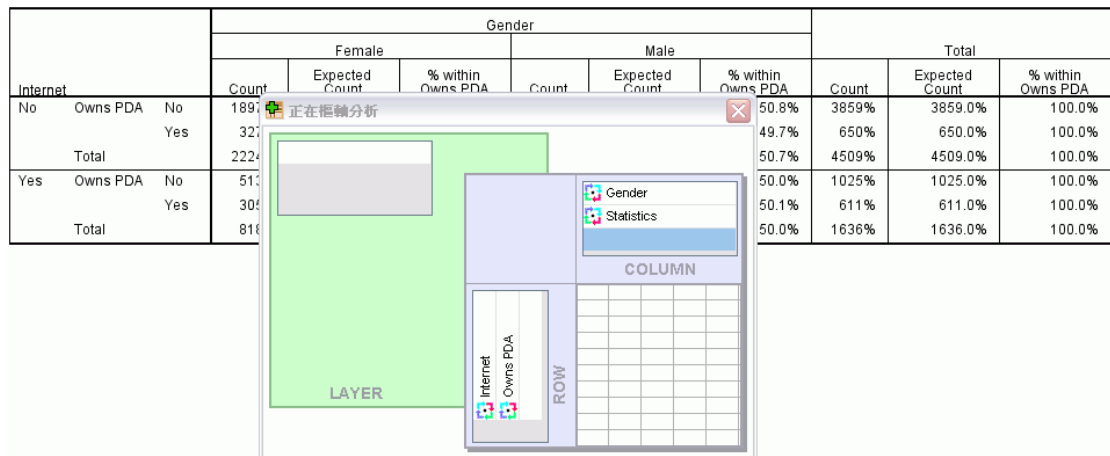 Gender
Female Male Total
Internet Count Expected Count % within Owns PDA Count Expected Count % within Owns PDA Count Expected Count % within Owns PDA
No Owns PDA No 1897 50.8% 3859% 3859.0% 100.0%
Yes 327 49.7% 650% 650.0% 100.0%
Total 2224 50.7% 4509% 4509.0% 100.0%
Yes Owns PDA No 513 50.0% 1025% 1025.0% 100.0%
Yes 305 50.1% 611% 611.0% 100.0%
Total 818 50.0% 1636% 1636.0% 100.0%
正在樞軸分析
Gender
Statistics
COLUMN
Internet
Owns PDA
ROW
LAYER